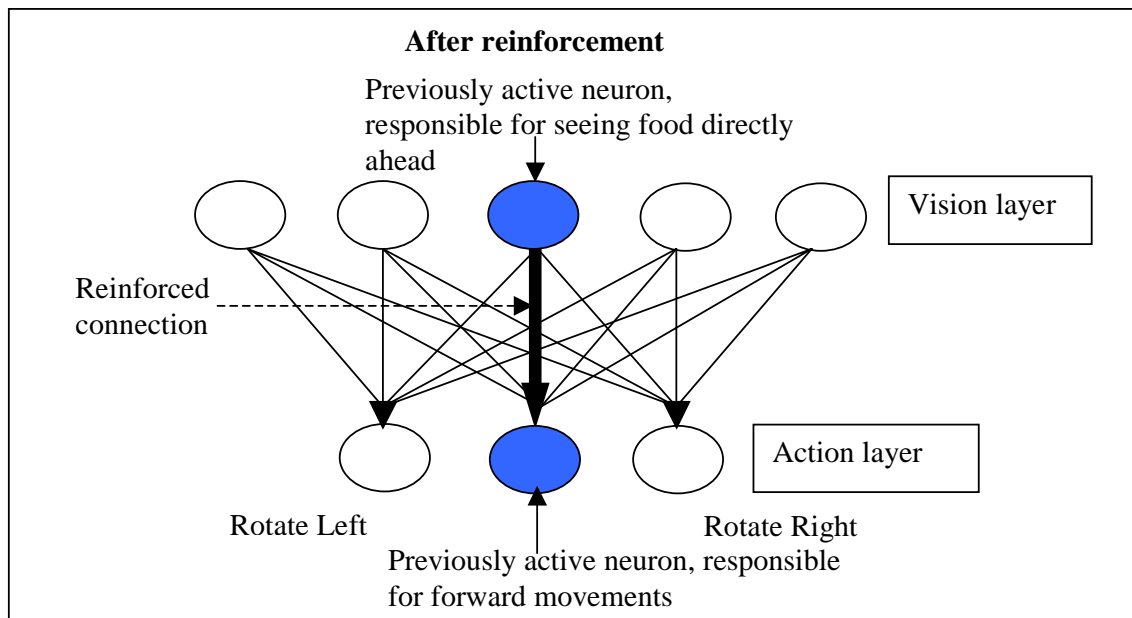 After reinforcement
Previously active neuron,
responsible for seeing food directly
ahead
Vision layer
Reinforced
connection
Action layer
Rotate Left
Rotate Right
Previously active neuron, responsible
for forward movements